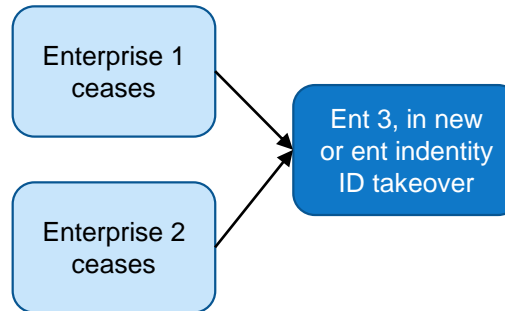 Enterprise 1
ceases
Ent 3, in new
or ent indentity
ID takeover
Enterprise 2
ceases